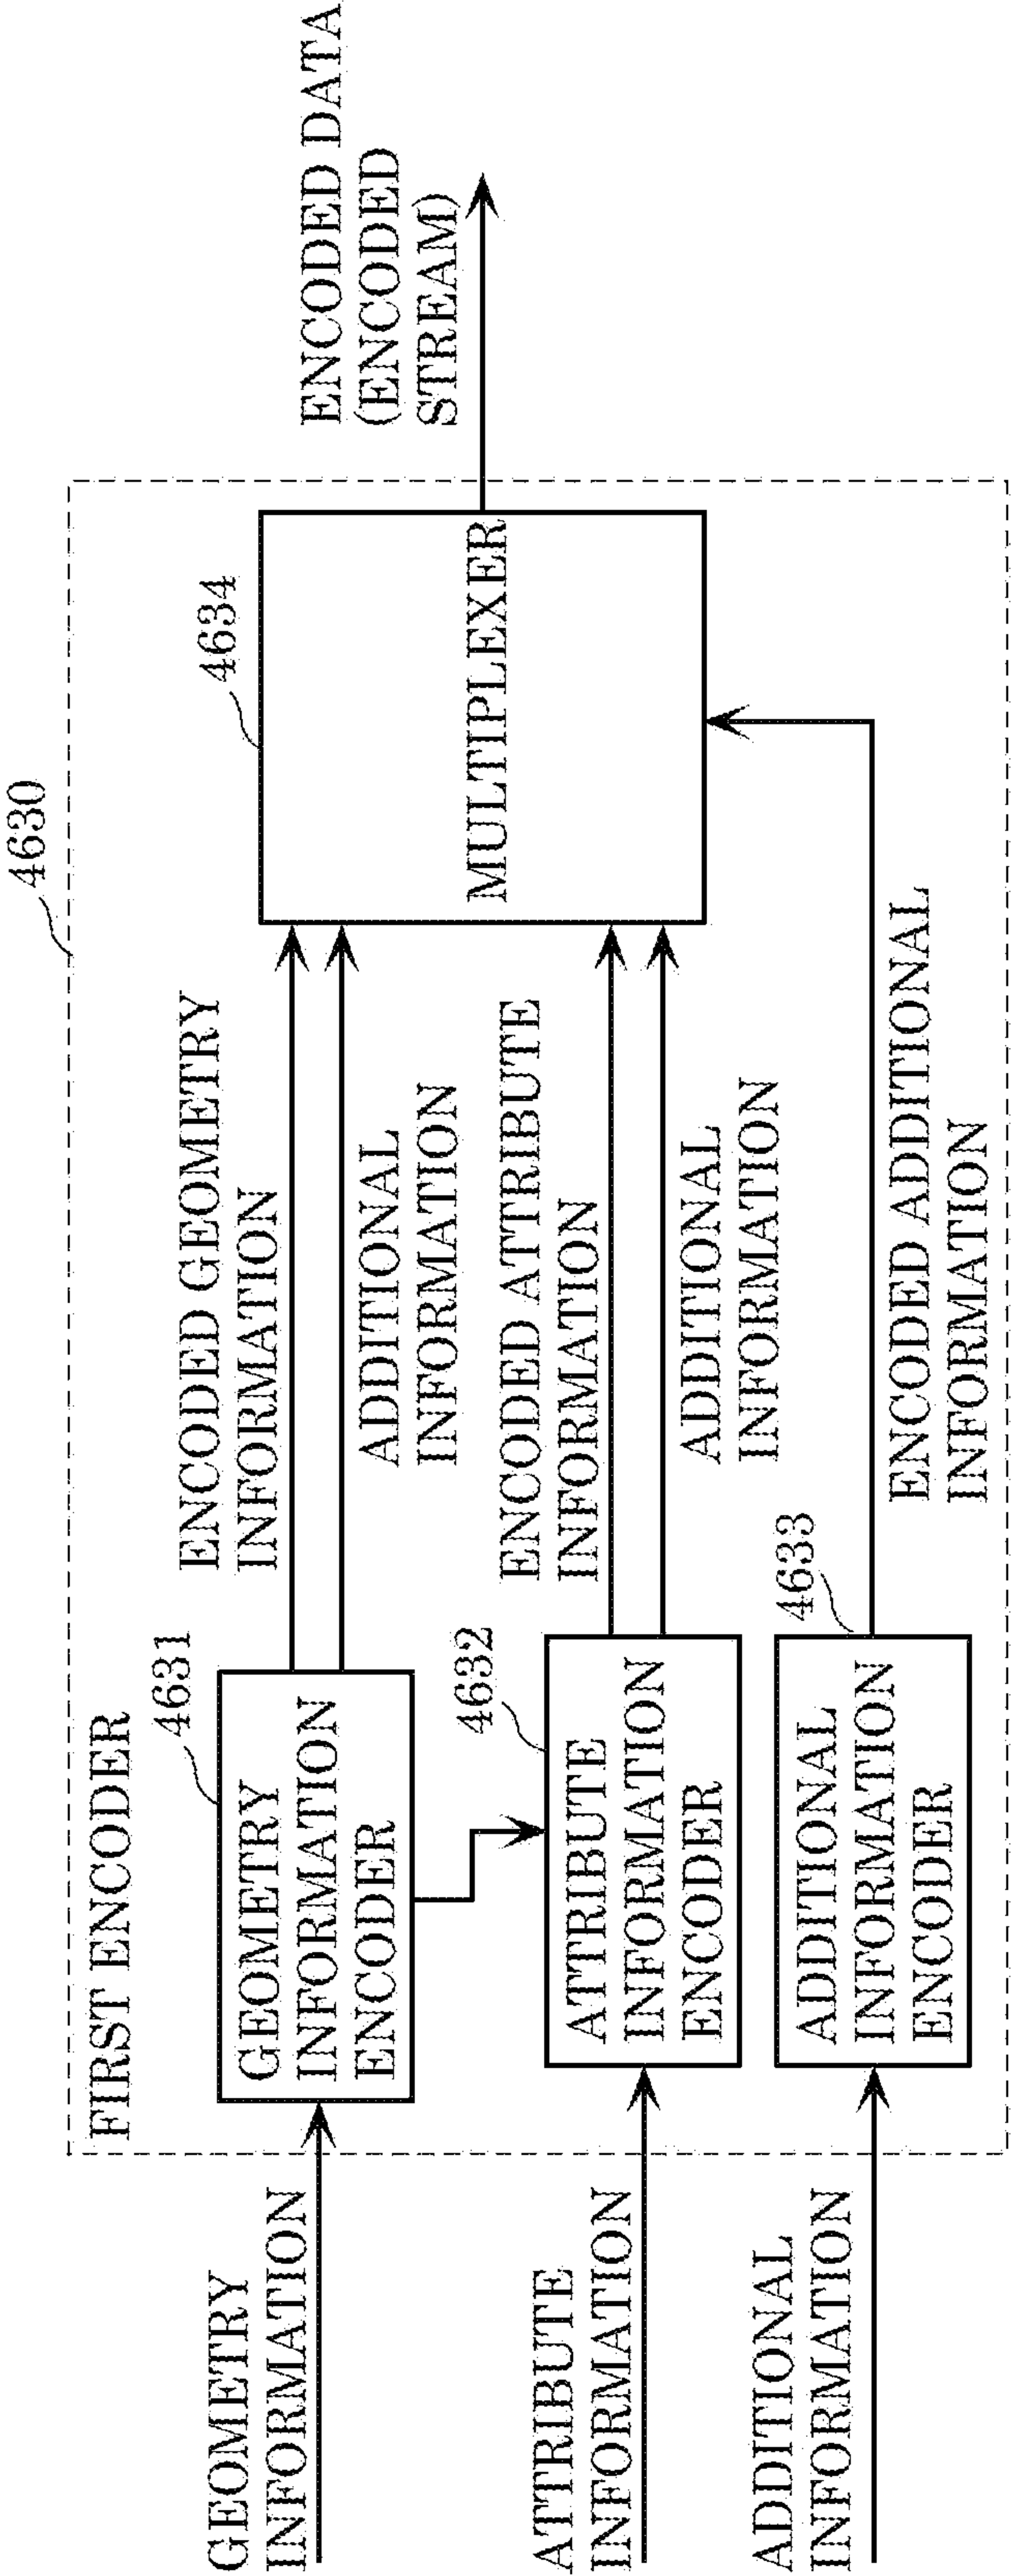 4630
FIRST ENCODER
GEOMETRY
INFORMATION
4631
GEOMETRY
INFORMATION
ENCODER
ENCODED GEOMETRY
INFORMATION
ADDITIONAL
INFORMATION
4634
MULTIPLEXER
ENCODED DATA
(ENCODED
STREAM)
ATTRIBUTE
INFORMATION
4632
ATTRIBUTE
INFORMATION
ENCODER
ENCODED ATTRIBUTE
INFORMATION
ADDITIONAL
INFORMATION
ADDITIONAL
INFORMATION
4633
ADDITIONAL
INFORMATION
ENCODER
ENCODED ADDITIONAL
INFORMATION